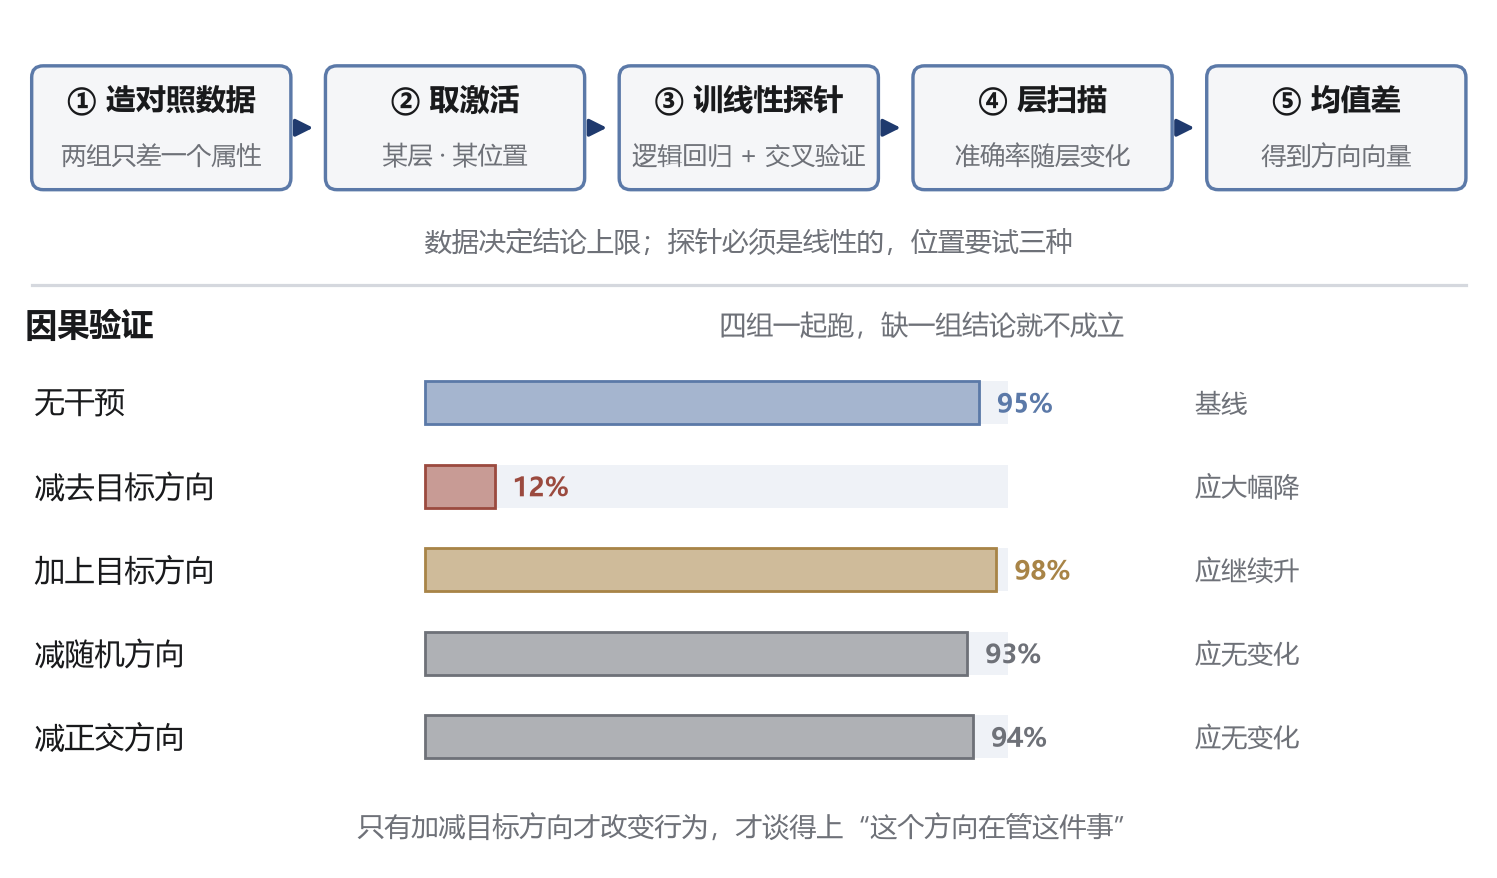 ① 造对照数据
两组只差一个属性
② 取激活
某层 · 某位置
③ 训线性探针
逻辑回归 + 交叉验证
④ 层扫描
准确率随层变化
⑤ 均值差
得到方向向量
数据决定结论上限；探针必须是线性的，位置要试三种
因果验证
四组一起跑，缺一组结论就不成立
无干预 95% 基线
减去目标方向 12% 应大幅降
加上目标方向 98% 应继续升
减随机方向 93% 应无变化
减正交方向 94% 应无变化
只有加减目标方向才改变行为，才谈得上“这个方向在管这件事”